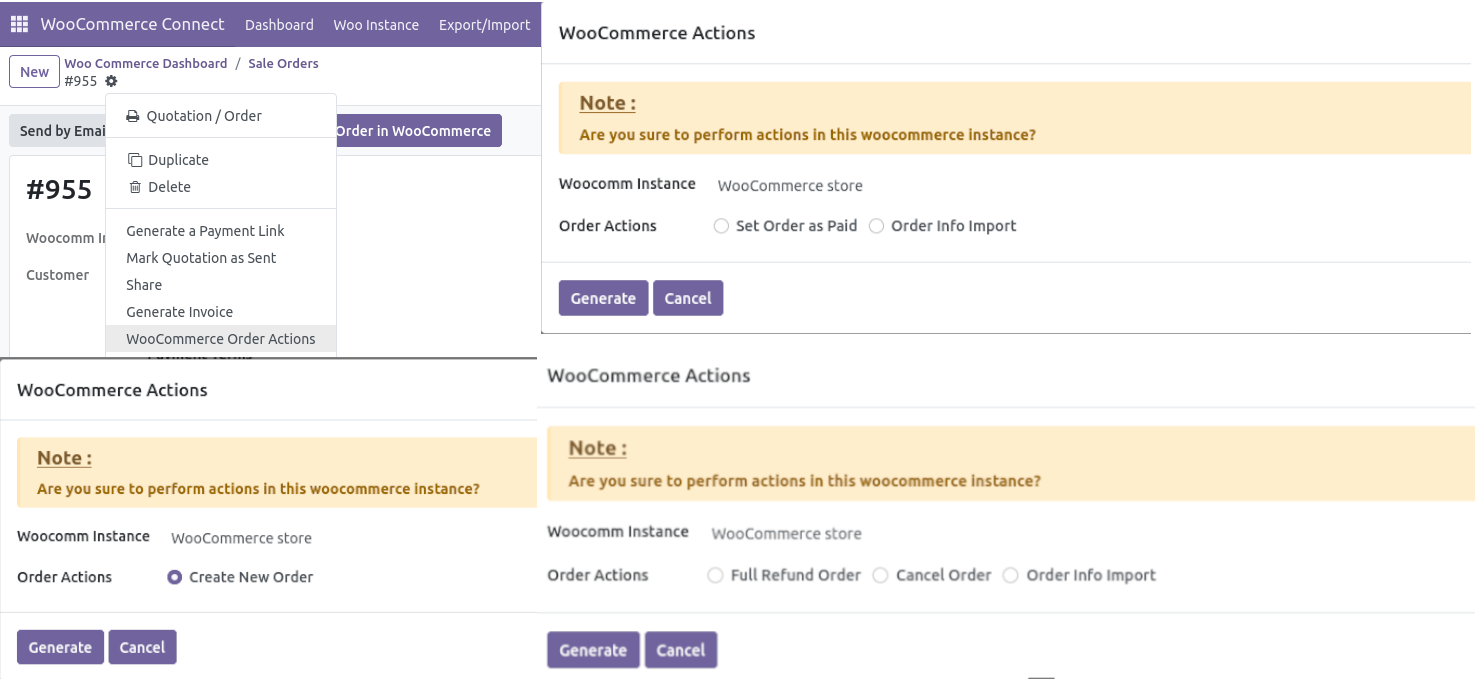 WooCommerce Connect Dashboard Woo Instance Export/Import
New Woo Commerce Dashboard / Sale Orders
#955
Quotation / Order
Send by Emai Order in WooCommerce
Duplicate
Delete
#955
Generate a Payment Link
Woocomm
Mark Quotation as Sent
Customer
Share
Generate Invoice
WooCommerce Order Actions
WooCommerce Actions
Note :
Are you sure to perform actions in this woocommerce instance?
Woocomm Instance WooCommerce store
Order Actions Set Order as Paid Order Info Import
Generate Cancel
WooCommerce Actions
Note :
Are you sure to perform actions in this woocommerce instance?
Woocomm Instance WooCommerce store
Order Actions Create New Order
Generate Cancel
WooCommerce Actions
Note :
Are you sure to perform actions in this woocommerce instance?
Woocomm Instance WooCommerce store
Order Actions Full Refund Order Cancel Order Order Info Import
Generate Cancel